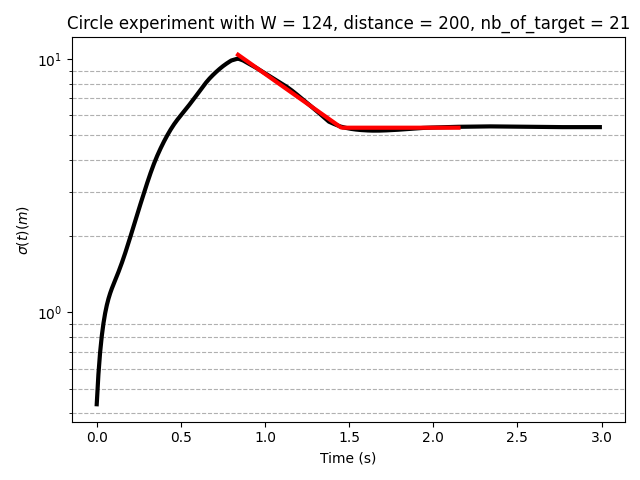 Circle experiment with W = 124, distance = 200, nb_of_target = 21
10¹
10⁰
σ(t)(m)
0.0 0.5 1.0 1.5 2.0 2.5 3.0
Time (s)